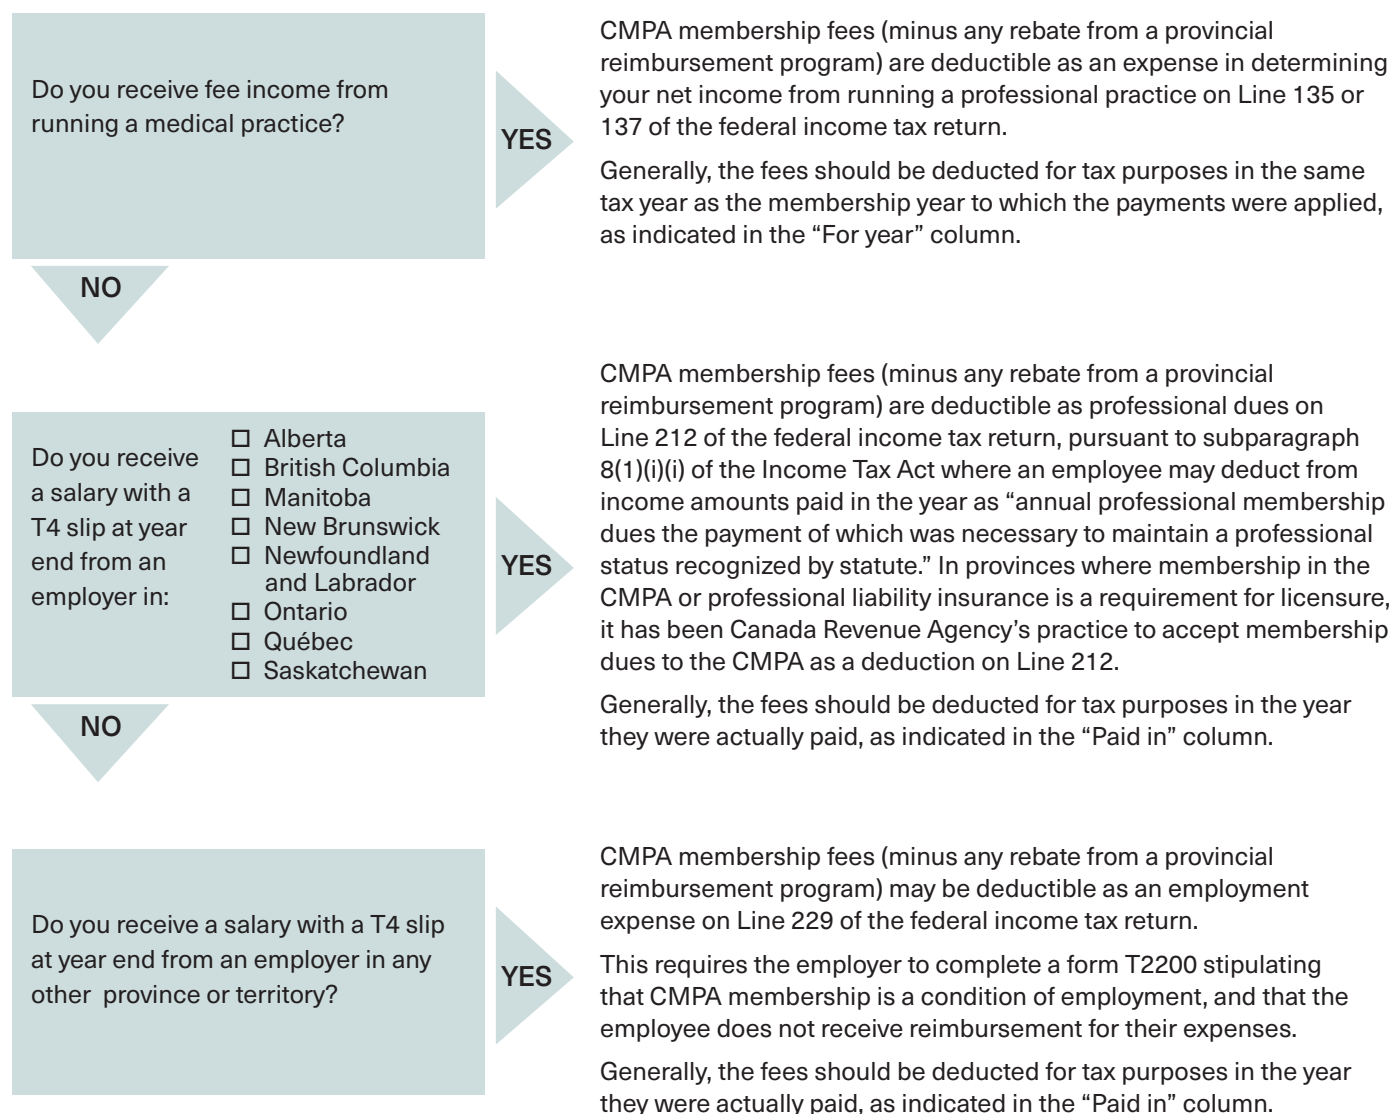 Do you receive fee income from
running a medical practice?
YES
CMPA membership fees (minus any rebate from a provincial
reimbursement program) are deductible as an expense in determining
your net income from running a professional practice on Line 135 or
137 of the federal income tax return.
Generally, the fees should be deducted for tax purposes in the same
tax year as the membership year to which the payments were applied,
as indicated in the “For year” column.
NO
Do you receive
a salary with a
T4 slip at year
end from an
employer in:
☐ Alberta
☐ British Columbia
☐ Manitoba
☐ New Brunswick
☐ Newfoundland
and Labrador
☐ Ontario
☐ Québec
☐ Saskatchewan
YES
CMPA membership fees (minus any rebate from a provincial
reimbursement program) are deductible as professional dues on
Line 212 of the federal income tax return, pursuant to subparagraph
8(1)(i)(i) of the Income Tax Act where an employee may deduct from
income amounts paid in the year as “annual professional membership
dues the payment of which was necessary to maintain a professional
status recognized by statute.” In provinces where membership in the
CMPA or professional liability insurance is a requirement for licensure,
it has been Canada Revenue Agency’s practice to accept membership
dues to the CMPA as a deduction on Line 212.
Generally, the fees should be deducted for tax purposes in the year
they were actually paid, as indicated in the “Paid in” column.
NO
Do you receive a salary with a T4 slip
at year end from an employer in any
other province or territory?
YES
CMPA membership fees (minus any rebate from a provincial
reimbursement program) may be deductible as an employment
expense on Line 229 of the federal income tax return.
This requires the employer to complete a form T2200 stipulating
that CMPA membership is a condition of employment, and that the
employee does not receive reimbursement for their expenses.
Generally, the fees should be deducted for tax purposes in the year
they were actually paid, as indicated in the “Paid in” column.